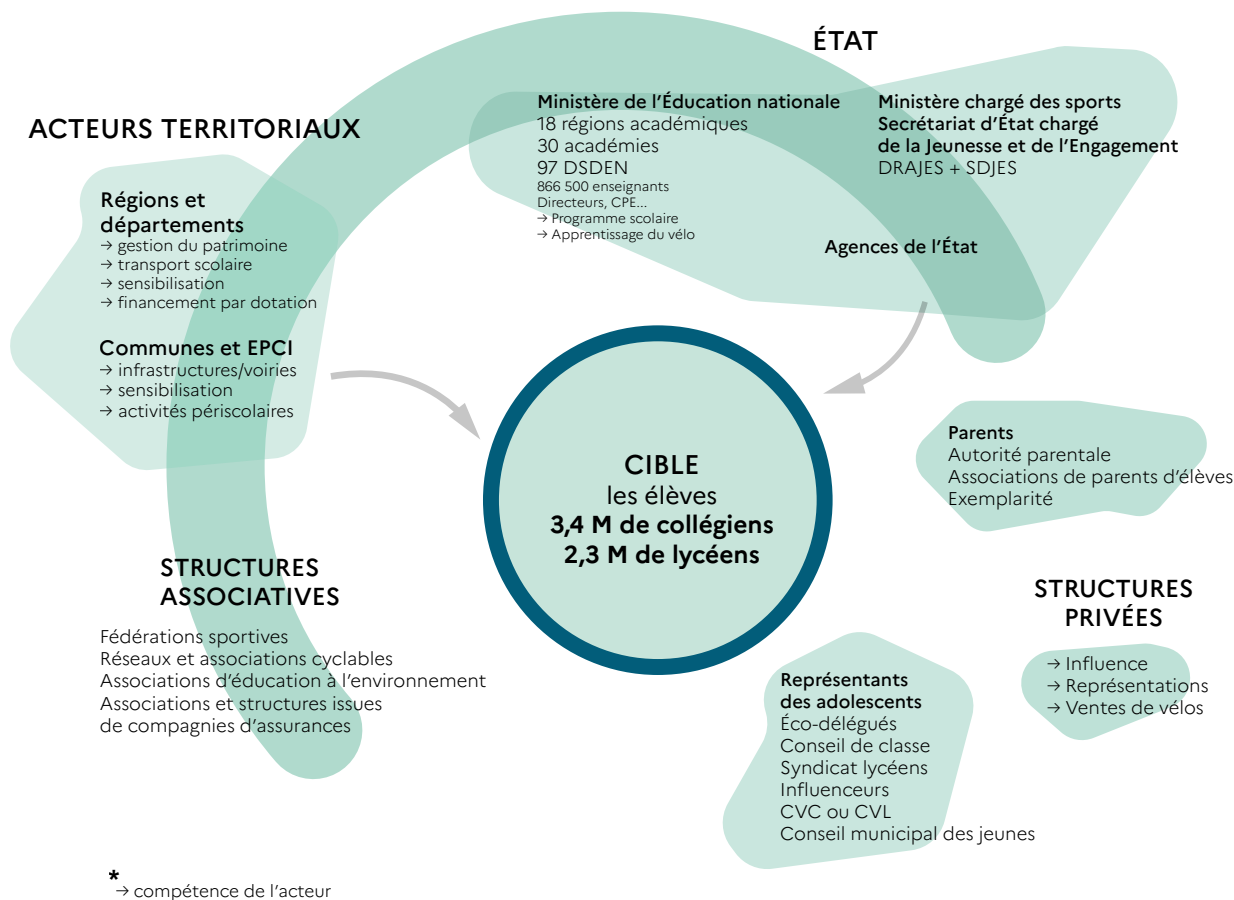 ÉTAT
Ministère de l'Éducation nationale
18 régions académiques
30 académies
97 DSDEN
866 500 enseignants
Directeurs, CPE...
→ Programme scolaire
→ Apprentissage du vélo
Ministère chargé des sports
Secrétariat d'État chargé
de la Jeunesse et de l'Engagement
DRAJES + SDJES
Agences de l'État
ACTEURS TERRITORIAUX
Régions et
départements
→ gestion du patrimoine
→ transport scolaire
→ sensibilisation
→ financement par dotation
Communes et EPCI
→ infrastructures/voiries
→ sensibilisation
→ activités périscolaires
CIBLE
les élèves
3,4 M de collégiens
2,3 M de lycéens
Parents
Autorité parentale
Associations de parents d'élèves
Exemplarité
STRUCTURES
ASSOCIATIVES
Fédérations sportives
Réseaux et associations cyclables
Associations d'éducation à l'environnement
Associations et structures issues
de compagnies d'assurances
STRUCTURES
PRIVÉES
→ Influence
→ Représentations
→ Ventes de vélos
Représentants
des adolescents
Éco-délégués
Conseil de classe
Syndicat lycéens
Influenceurs
CVC ou CVL
Conseil municipal des jeunes
*
→ compétence de l'acteur